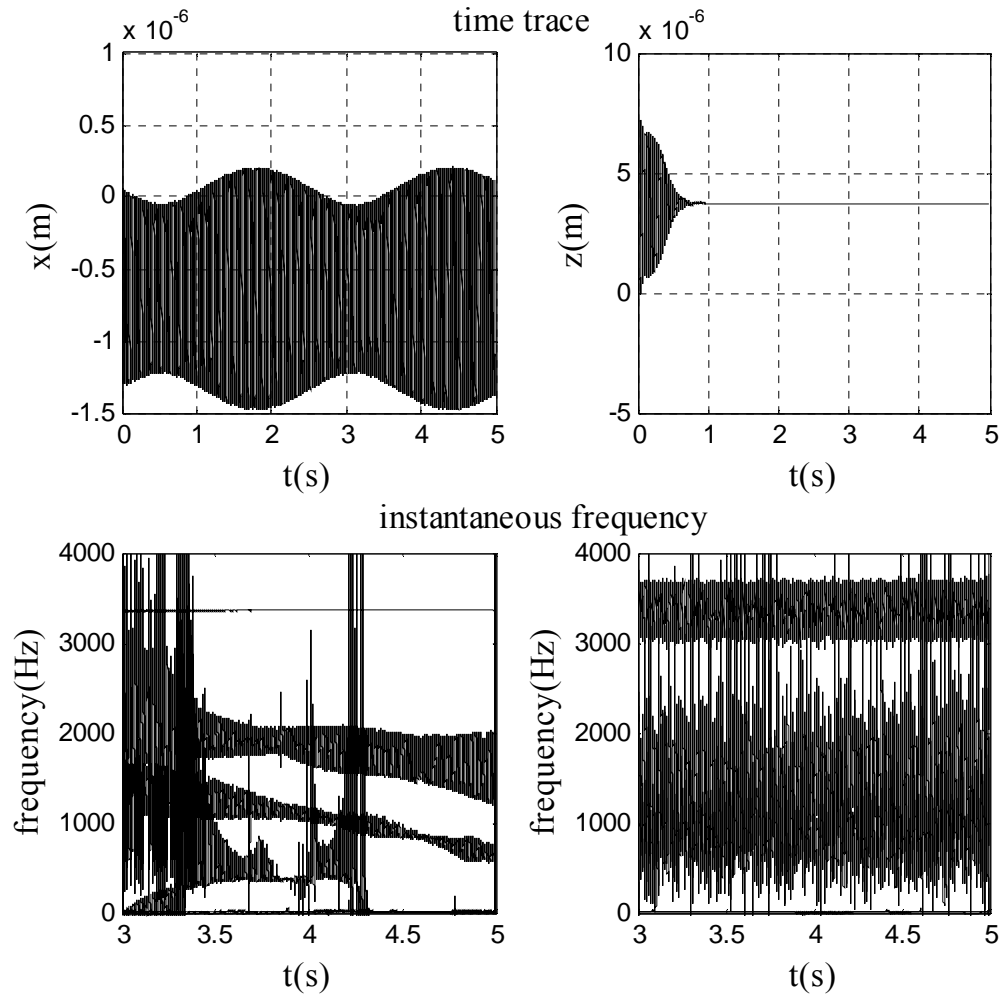 time trace
x 10^-6
1
0.5
0
-0.5
-1
-1.5
x(m)
0 1 2 3 4 5
t(s)
x 10^-6
10
5
0
-5
z(m)
0 1 2 3 4 5
t(s)
instantaneous frequency
4000
3000
2000
1000
0
frequency(Hz)
3 3.5 4 4.5 5
t(s)
4000
3000
2000
1000
0
frequency(Hz)
3 3.5 4 4.5 5
t(s)